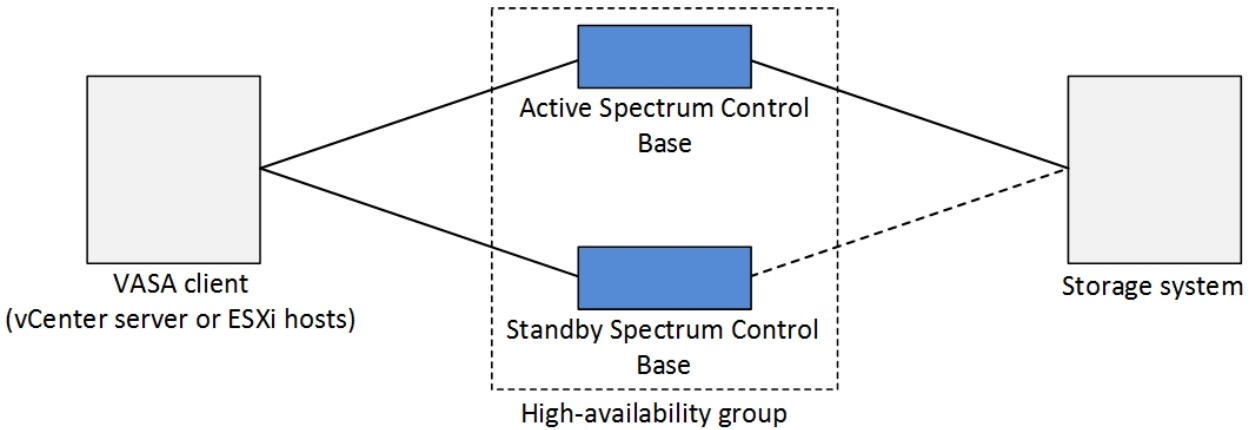 Active Spectrum Control
Base
VASA client
(vCenter server or ESXi hosts)
Storage system
Standby Spectrum Control
Base
High-availability group